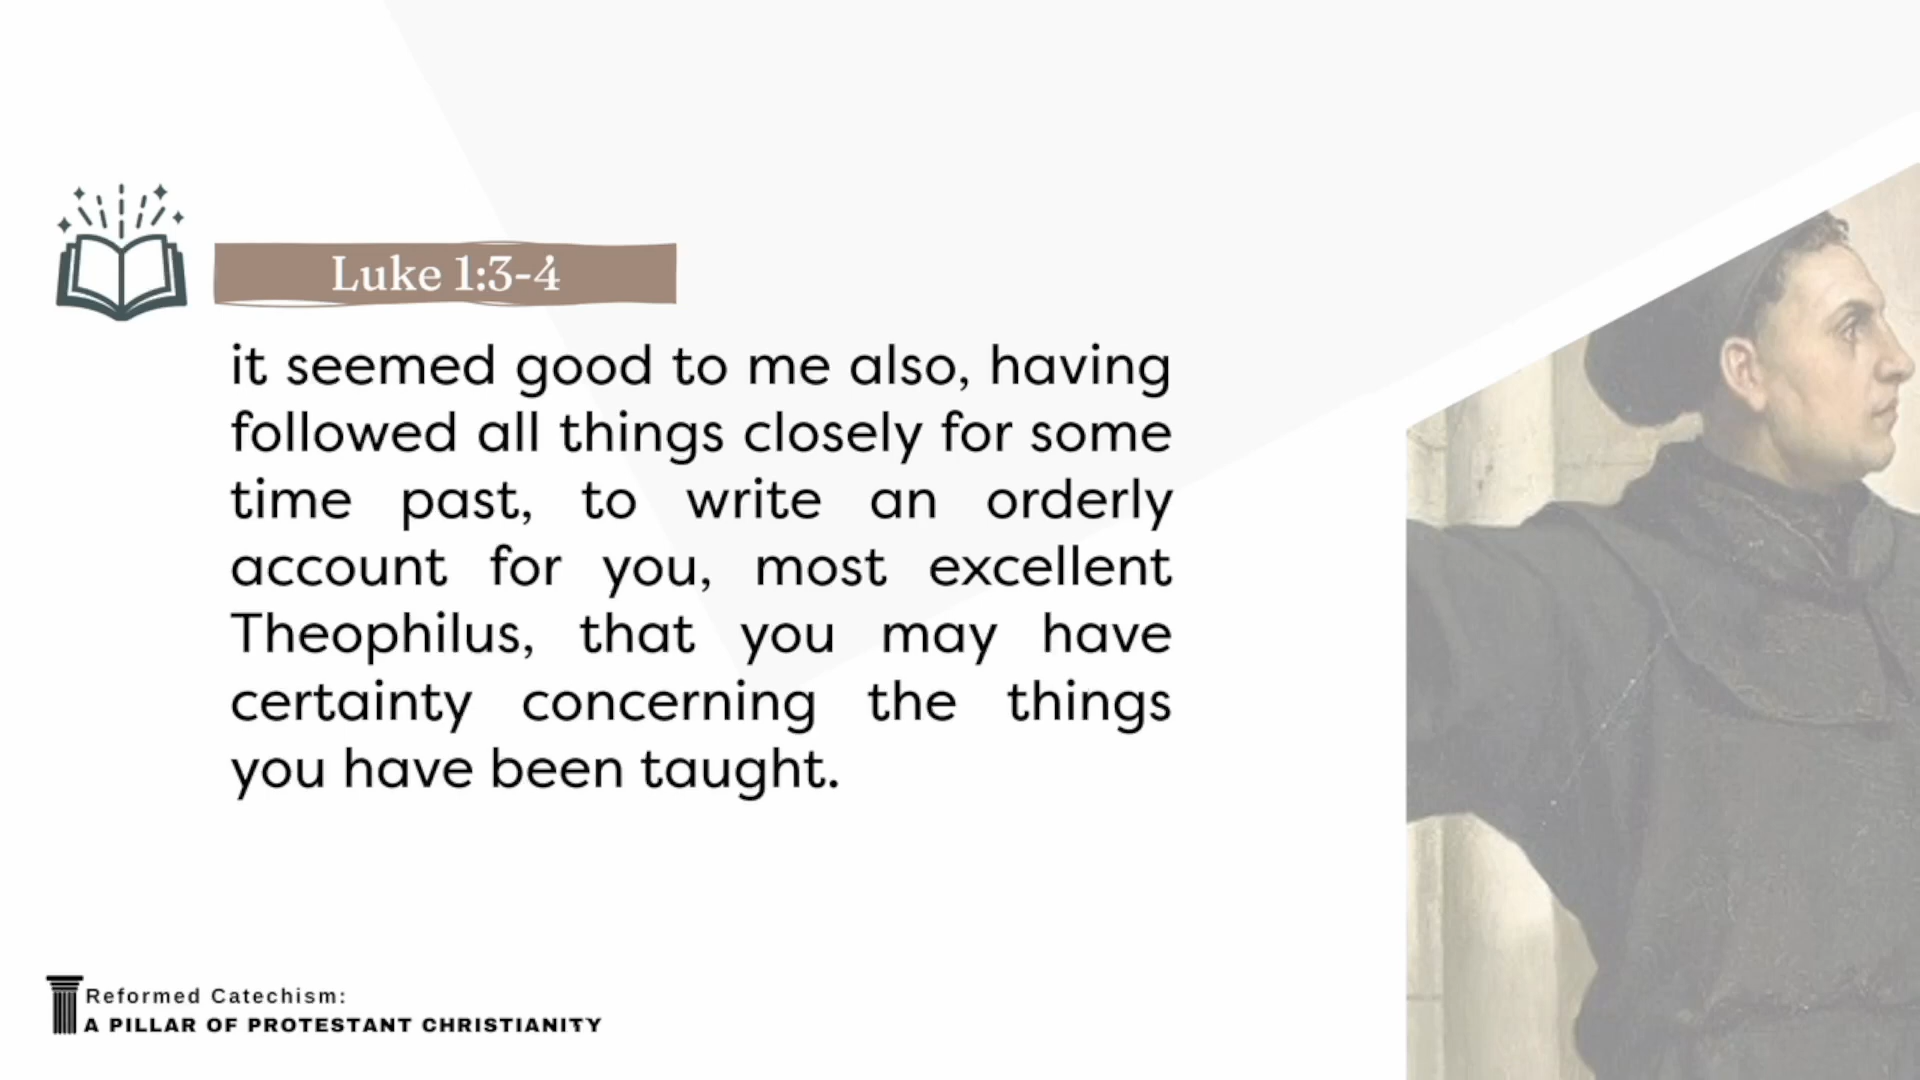 Luke 1:3-4
it seemed good to me also, having
followed all things closely for some
time past, to write an orderly
account for you, most excellent
Theophilus, that you may have
certainty concerning the things
you have been taught.
Reformed Catechism:
A PILLAR OF PROTESTANT CHRISTIANITY